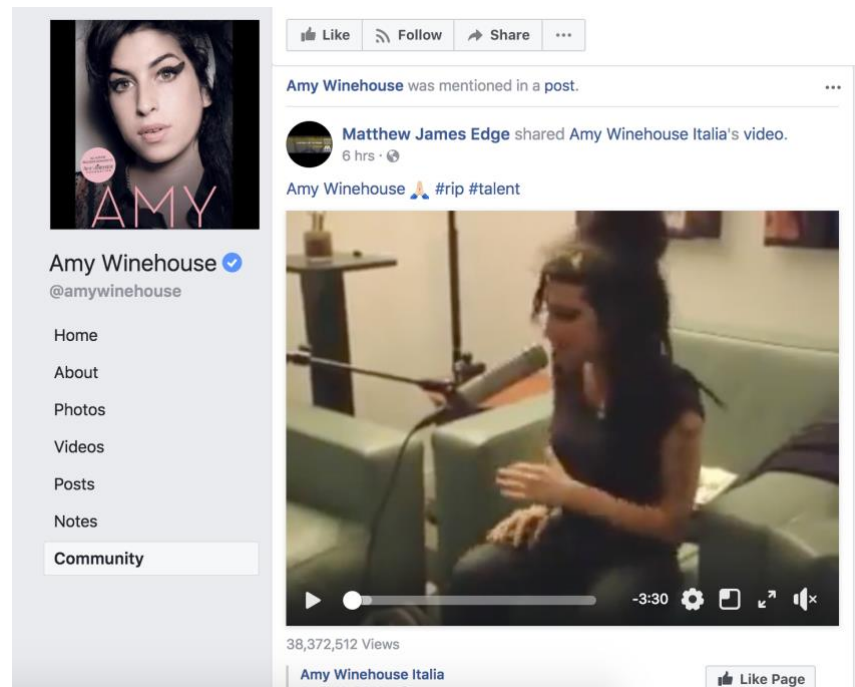 AMY
Amy Winehouse
@amywinehouse
Home
About
Photos
Videos
Posts
Notes
Community
Like
Follow
Share
Amy Winehouse was mentioned in a post.
Matthew James Edge shared Amy Winehouse Italia's video.
6 hrs ·
Amy Winehouse 🙏🏻 #rip #talent
-3:30
38,372,512 Views
Amy Winehouse Italia
Like Page